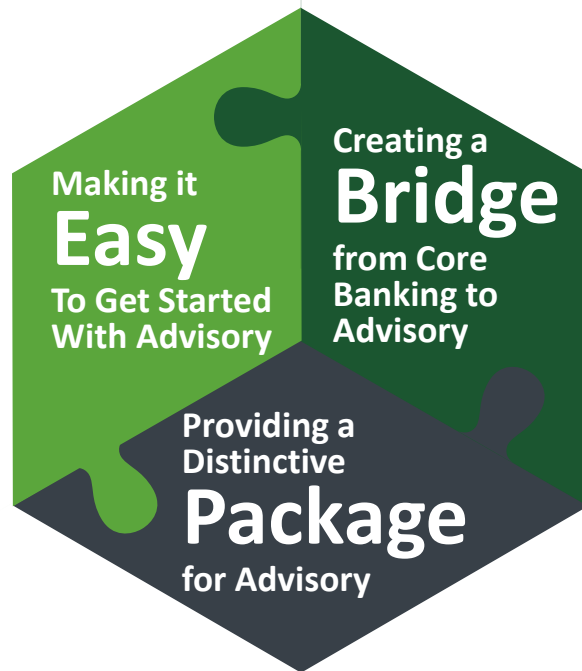 Making it
Easy
To Get Started
With Advisory
Creating a
Bridge
from Core
Banking to
Advisory
Providing a
Distinctive
Package
for Advisory